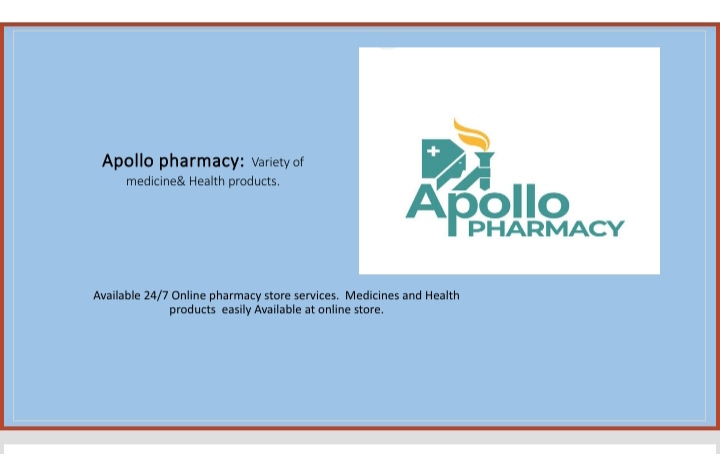 Apollo pharmacy: Variety of
medicine& Health products.
Apollo
PHARMACY
Available 24/7 Online pharmacy store services. Medicines and Health
products easily Available at online store.